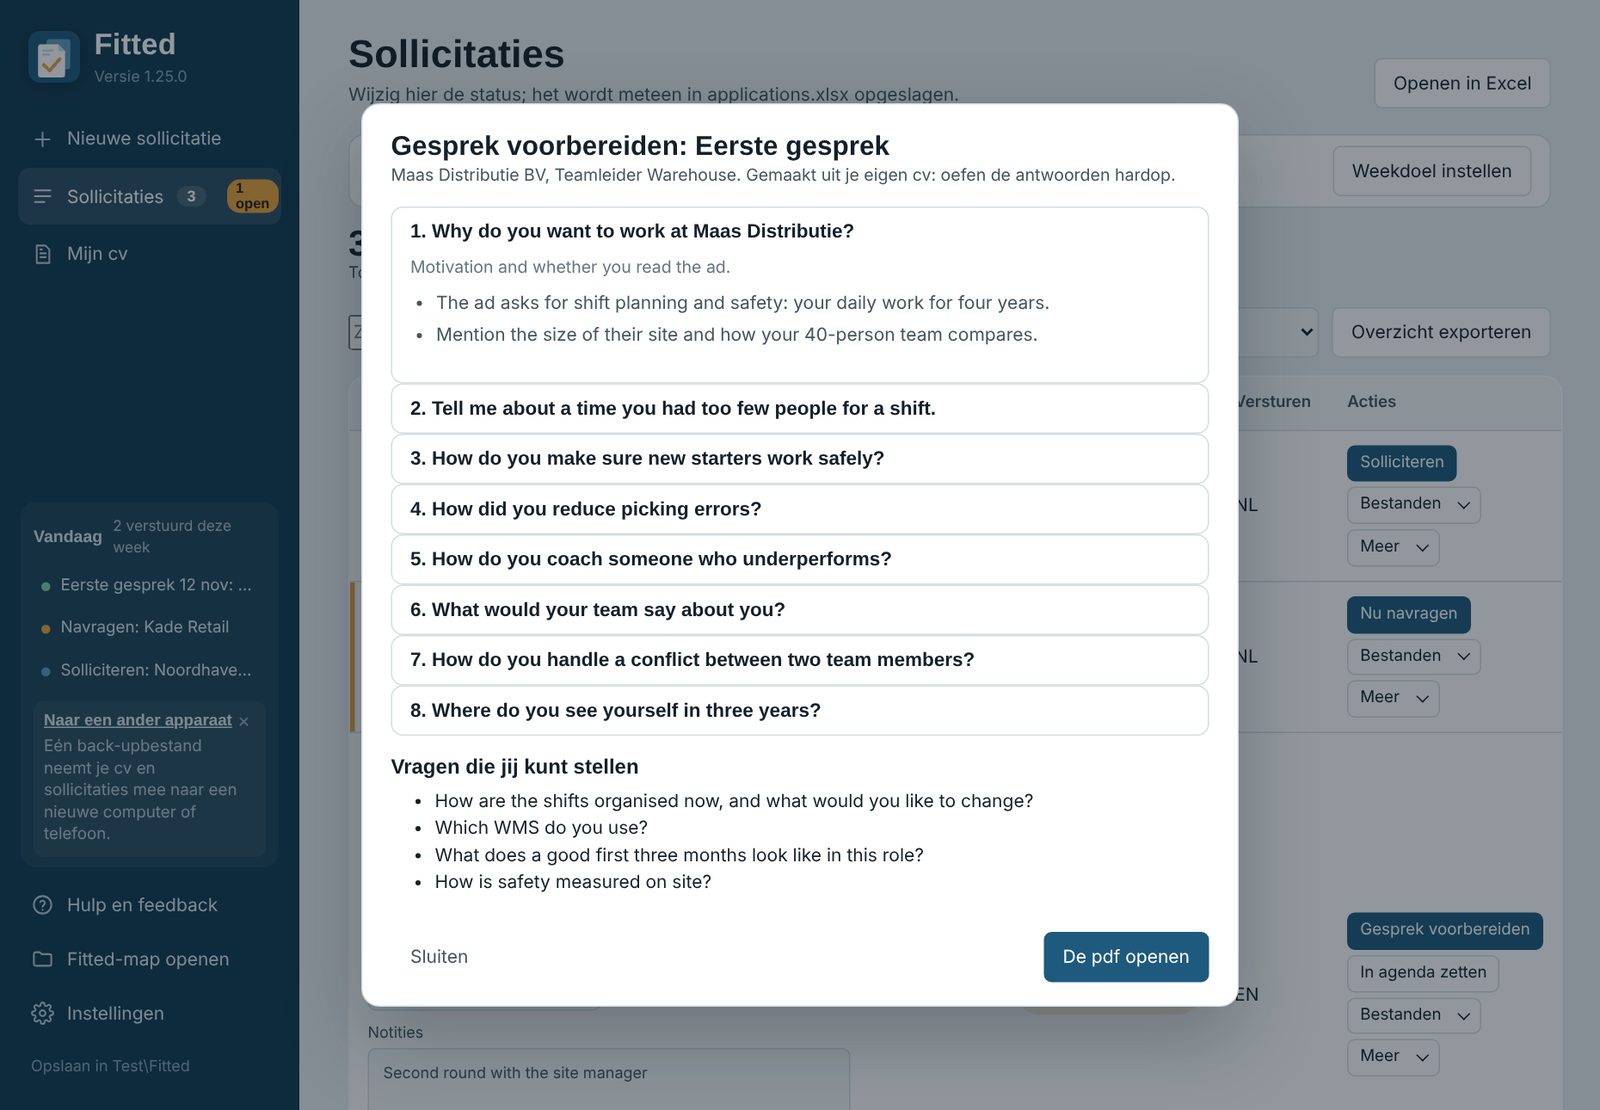 Fitted
Versie 1.25.0
Nieuwe sollicitatie
Sollicitaties 3 1 open
Mijn cv
Vandaag 2 verstuurd deze week
Eerste gesprek 12 nov: ...
Navragen: Kade Retail
Solliciteren: Noordhave...
Naar een ander apparaat ×
Eén back-upbestand
neemt je cv en
sollicitaties mee naar een
nieuwe computer of
telefoon.
Hulp en feedback
Fitted-map openen
Instellingen
Opslaan in Test\Fitted
Sollicitaties
Wijzig hier de status; het wordt meteen in applications.xlsx opgeslagen.
Openen in Excel
Weekdoel instellen
Overzicht exporteren
Versturen Acties
Solliciteren
NL Bestanden
Meer
Nu navragen
NL Bestanden
Meer
Gesprek voorbereiden
In agenda zetten
EN Bestanden
Meer
Notities
Second round with the site manager
Gesprek voorbereiden: Eerste gesprek
Maas Distributie BV, Teamleider Warehouse. Gemaakt uit je eigen cv: oefen de antwoorden hardop.
1. Why do you want to work at Maas Distributie?
Motivation and whether you read the ad.
• The ad asks for shift planning and safety: your daily work for four years.
• Mention the size of their site and how your 40-person team compares.
2. Tell me about a time you had too few people for a shift.
3. How do you make sure new starters work safely?
4. How did you reduce picking errors?
5. How do you coach someone who underperforms?
6. What would your team say about you?
7. How do you handle a conflict between two team members?
8. Where do you see yourself in three years?
Vragen die jij kunt stellen
• How are the shifts organised now, and what would you like to change?
• Which WMS do you use?
• What does a good first three months look like in this role?
• How is safety measured on site?
Sluiten
De pdf openen